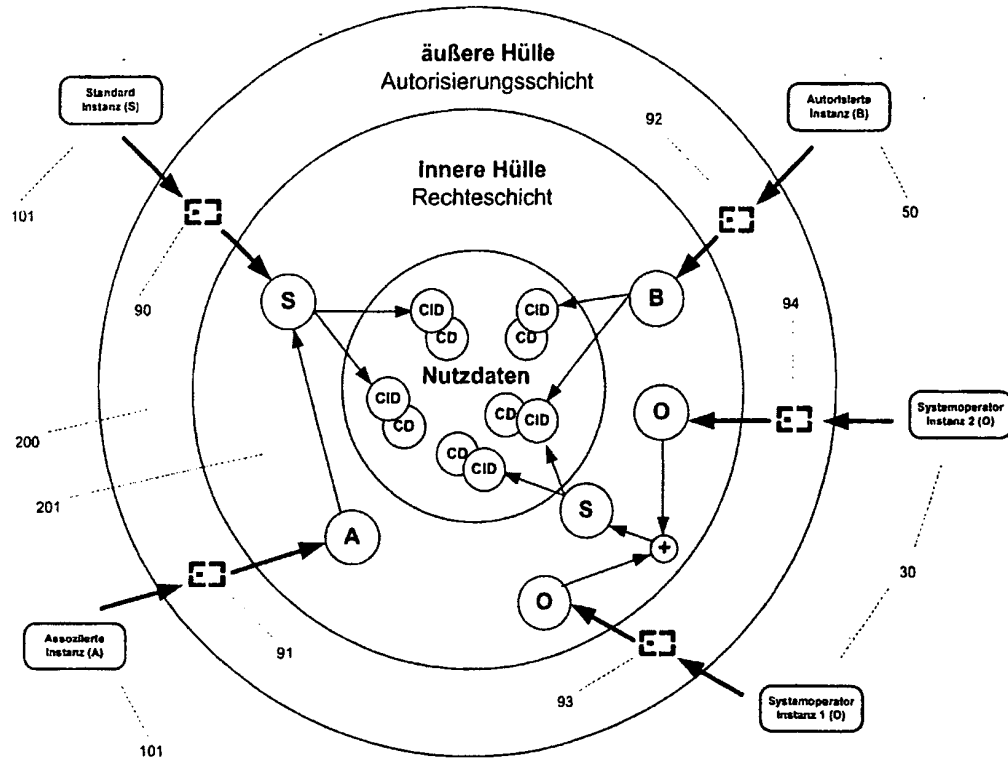 äußere Hülle
Autorisierungsschicht
Standard
Instanz (S)
Autorisierte
Instanz (B)
92
innere Hülle
Rechteschicht
101
50
90
S
B
94
CID
CD
CID
CD
Nutzdaten
CID
CD
CD
CID
O
Systemoperator
Instanz 2 (O)
200
CD
CID
201
S
A
+
O
30
Assoziierte
Instanz (A)
91
93
Systemoperator
Instanz 1 (O)
101